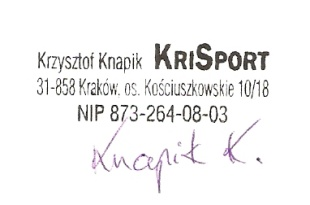 Krzysztof Knapik KRISPORT
31-858 Kraków, os. Kościuszkowskie 10/18
NIP 873-264-08-03
Knapik K.